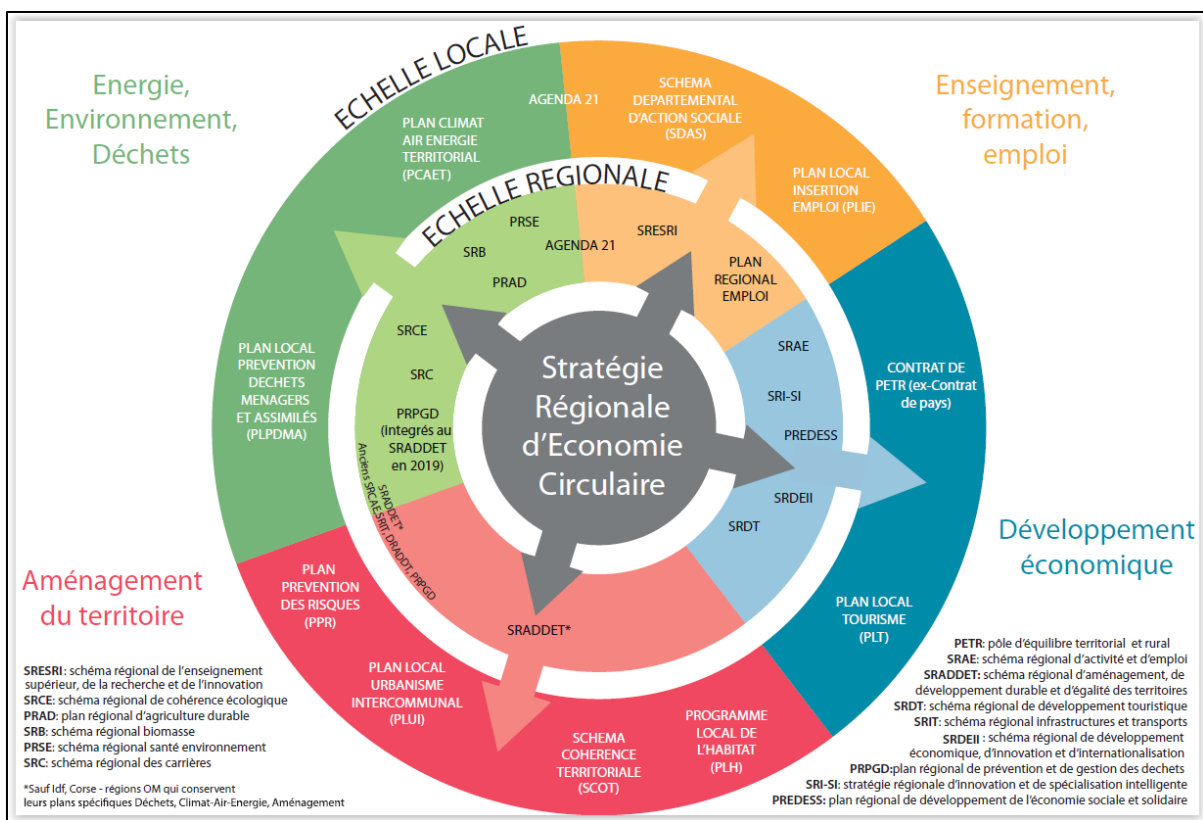 Energie,
Environnement,
Déchets
ECHELLE LOCALE
Enseignement,
formation,
emploi
AGENDA 21
SCHEMA
DEPARTEMENTAL
D'ACTION SOCIALE
(SDAS)
PLAN CLIMAT
AIR ENERGIE
TERRITORIAL
(PCAET)
PLAN LOCAL
INSERTION
EMPLOI (PLIE)
ECHELLE REGIONALE
PRSE
SRB
AGENDA 21
PRAD
SRESRI
PLAN
REGIONAL
EMPLOI
SRCE
SRC
PRPGD
(integrés au
SRADDET
en 2019)
SRADDET*
Anciens SRCAE,SRIT, DRADDT, PRPGD
PLAN LOCAL
PREVENTION
DECHETS
MENAGERS
ET ASSIMILÉS
(PLPDMA)
Stratégie
Régionale
d'Economie
Circulaire
SRAE
SRI-SI
PREDESS
SRDEII
SRDT
CONTRAT DE
PETR (ex-Contrat
de pays)
Développement
économique
PLAN LOCAL
TOURISME
(PLT)
Aménagement
du territoire
PLAN
PREVENTION
DES RISQUES
(PPR)
SRADDET*
PLAN LOCAL
URBANISME
INTERCOMMUNAL
(PLUI)
SCHEMA
COHERENCE
TERRITORIALE
(SCOT)
PROGRAMME
LOCAL DE
L'HABITAT
(PLH)
SRESRI : schéma régional de l'enseignement
supérieur, de la recherche et de l'innovation
SRCE : schéma régional de cohérence écologique
PRAD : plan régional d'agriculture durable
SRB : schéma régional biomasse
PRSE : schéma régional santé environnement
SRC : schéma régional des carrières
*Sauf Idf, Corse - régions OM qui conservent
leurs plans spécifiques Déchets, Climat-Air-Energie, Aménagement
PETR: pôle d'équilibre territorial et rural
SRAE: schéma régional d'activité et d'emploi
SRADDET: schéma régional d'aménagement, de
développement durable et d'égalité des territoires
SRDT: schéma régional de développement touristique
SRIT: schéma régional infrastructures et transports
SRDEII : schéma régional de développement
économique, d'innovation et d'internationalisation
PRPGD:plan régional de prévention et de gestion des dechets
SRI-SI: stratégie régionale d'innovation et de spécialisation intelligente
PREDESS: plan régional de développement de l'économie sociale et solidaire